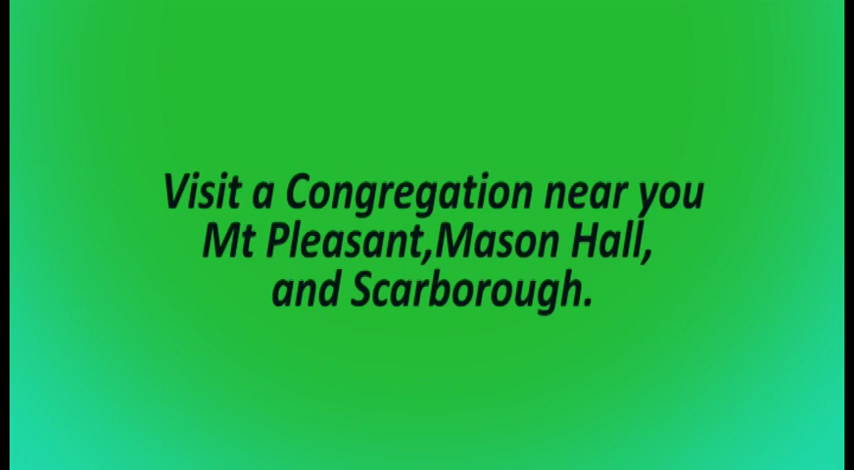 Visit a Congregation near you
Mt Pleasant,Mason Hall,
and Scarborough.